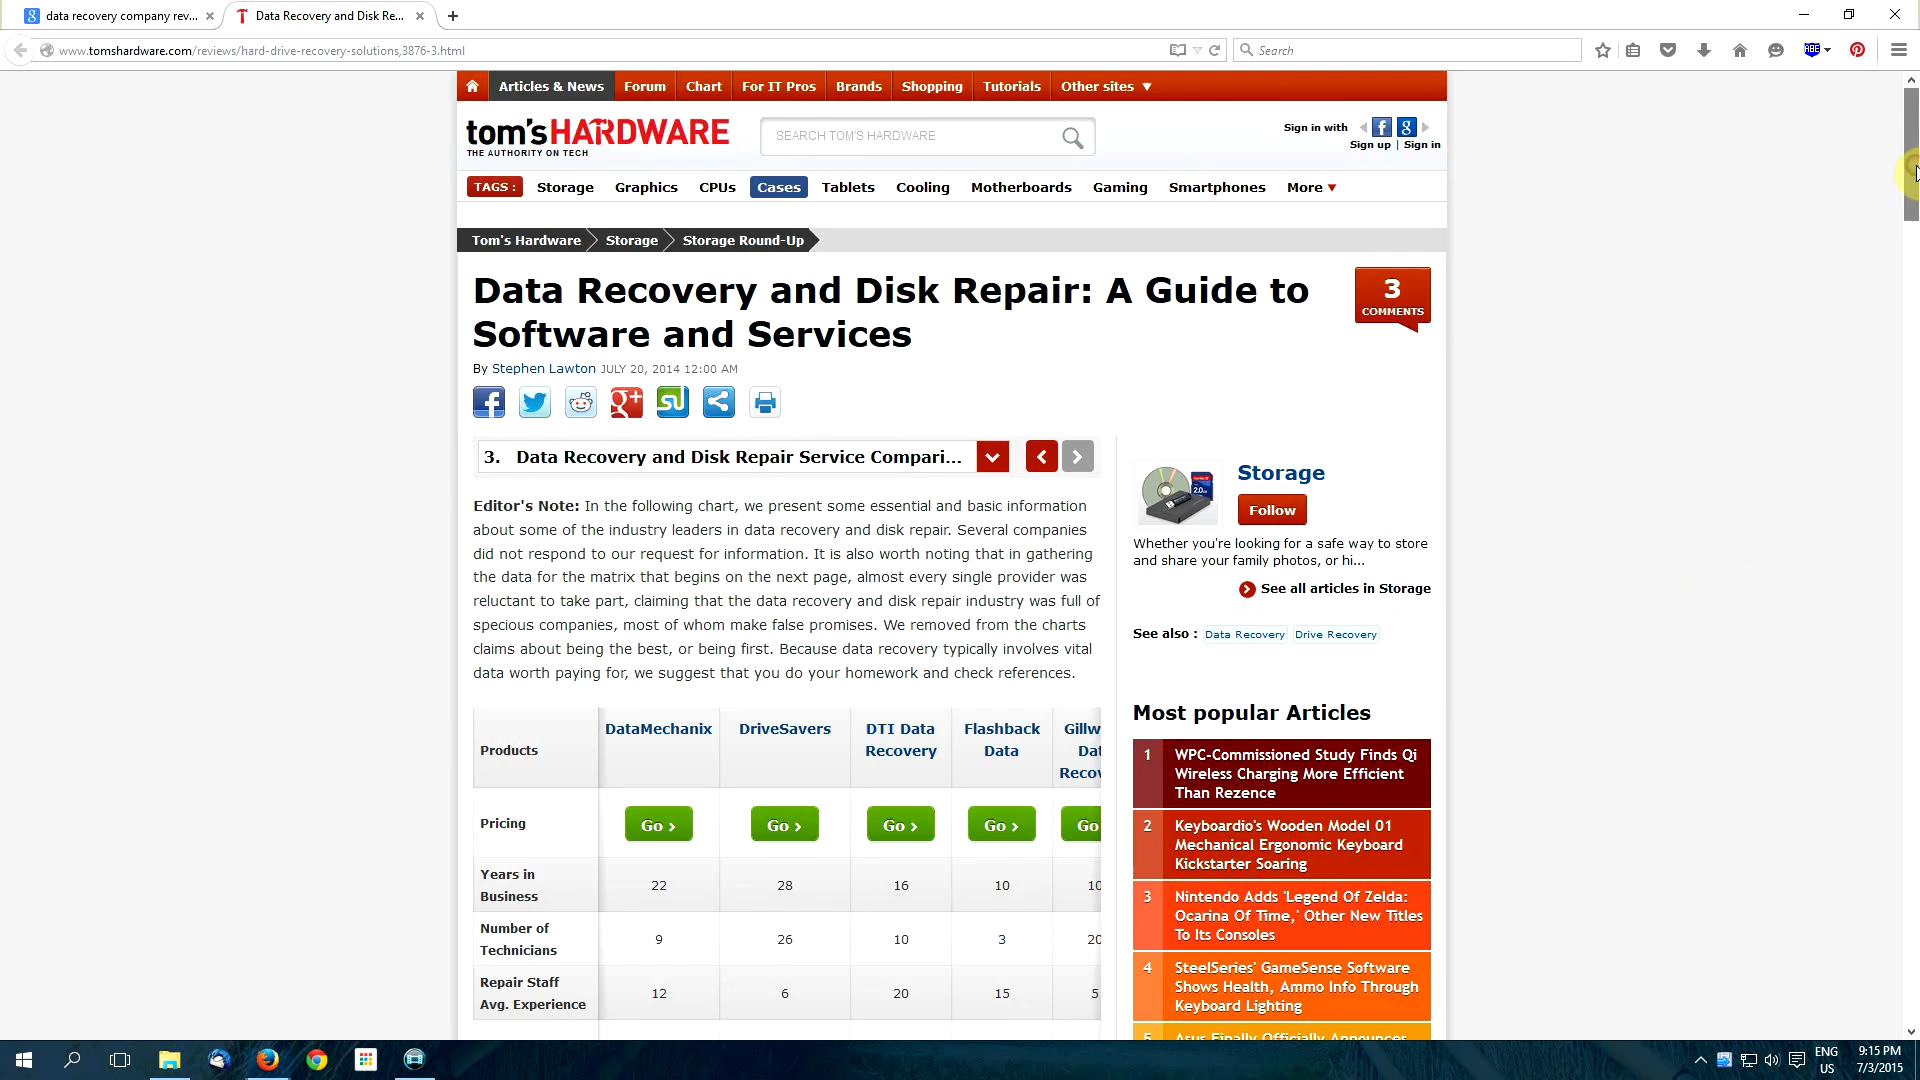 data recovery company rev...
Data Recovery and Disk Re...
www.tomshardware.com/reviews/hard-drive-recovery-solutions,3876-3.html
Search
ABE
Articles & News
Forum
Chart
For IT Pros
Brands
Shopping
Tutorials
Other sites ▼
tom'sHARDWARE
THE AUTHORITY ON TECH
SEARCH TOM'S HARDWARE
Sign in with
Sign up | Sign in
TAGS :
Storage
Graphics
CPUs
Cases
Tablets
Cooling
Motherboards
Gaming
Smartphones
More ▼
Tom's Hardware
Storage
Storage Round-Up
Data Recovery and Disk Repair: A Guide to
Software and Services
3
COMMENTS
By Stephen Lawton JULY 20, 2014 12:00 AM
3. Data Recovery and Disk Repair Service Compari...
Editor's Note: In the following chart, we present some essential and basic information
about some of the industry leaders in data recovery and disk repair. Several companies
did not respond to our request for information. It is also worth noting that in gathering
the data for the matrix that begins on the next page, almost every single provider was
reluctant to take part, claiming that the data recovery and disk repair industry was full of
specious companies, most of whom make false promises. We removed from the charts
claims about being the best, or being first. Because data recovery typically involves vital
data worth paying for, we suggest that you do your homework and check references.
Products
DataMechanix
DriveSavers
DTI Data
Recovery
Flashback
Data
Gillw
Dat
Recov
Pricing
Go ›
Go ›
Go ›
Go ›
Go
Years in
Business
22
28
16
10
10
Number of
Technicians
9
26
10
3
20
Repair Staff
Avg. Experience
12
6
20
15
5
Storage
Follow
Whether you're looking for a safe way to store
and share your family photos, or hi...
See all articles in Storage
See also : Data Recovery Drive Recovery
Most popular Articles
1 WPC-Commissioned Study Finds Qi
Wireless Charging More Efficient
Than Rezence
2 Keyboardio's Wooden Model 01
Mechanical Ergonomic Keyboard
Kickstarter Soaring
3 Nintendo Adds 'Legend Of Zelda:
Ocarina Of Time,' Other New Titles
To Its Consoles
4 SteelSeries' GameSense Software
Shows Health, Ammo Info Through
Keyboard Lighting
5 Asus Finally Officially Announces
ENG
US
9:15 PM
7/3/2015